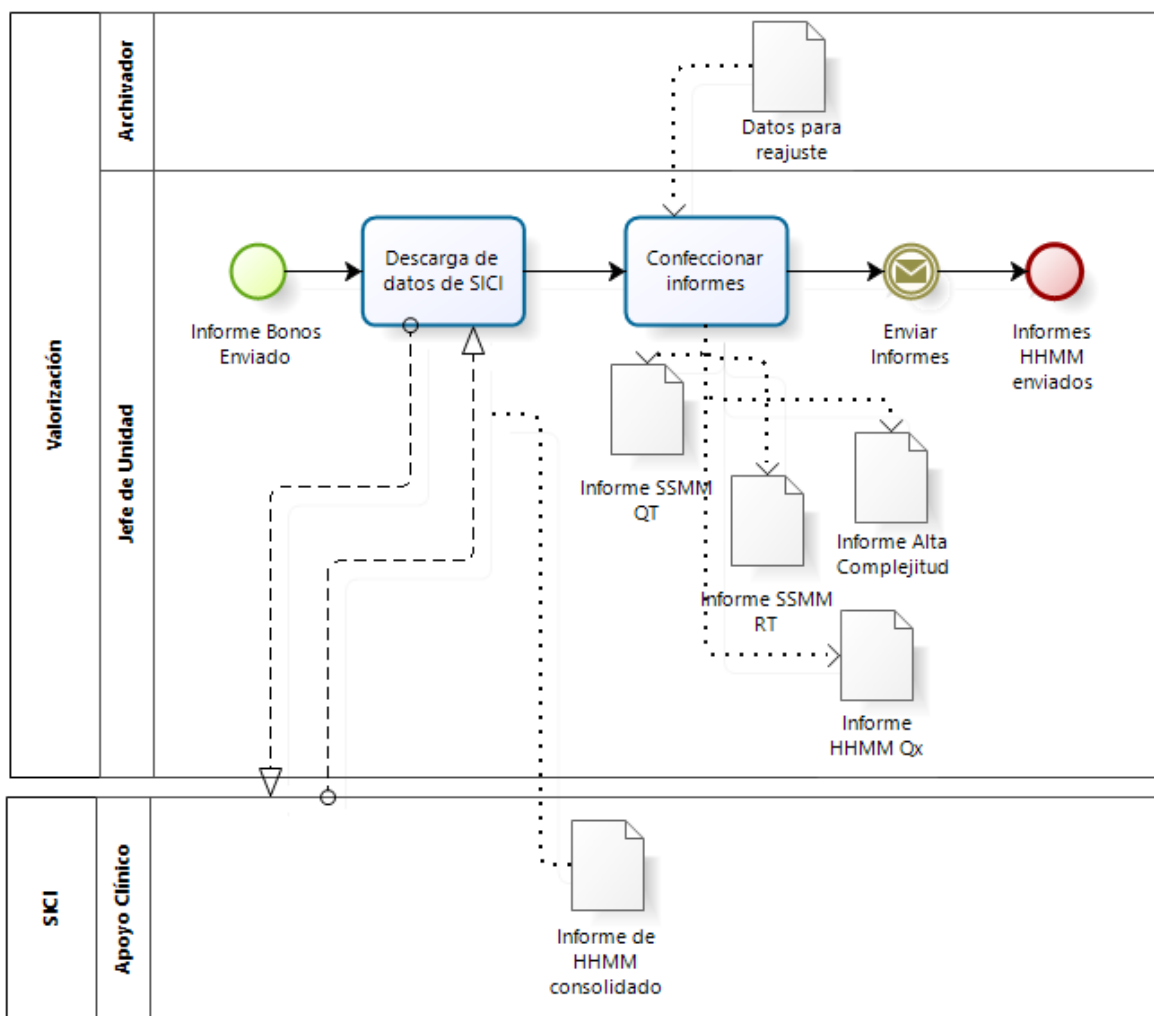 Valorización
Archivador
Datos para
reajuste
Jefe de Unidad
Informe Bonos
Enviado
Descarga de
datos de SICI
Confeccionar
informes
Enviar
Informes
Informes
HHMM
enviados
Informe SSMM
QT
Informe SSMM
RT
Informe Alta
Complejitud
Informe
HHMM Qx
SICI
Apoyo Clínico
Informe de
HHMM
consolidado